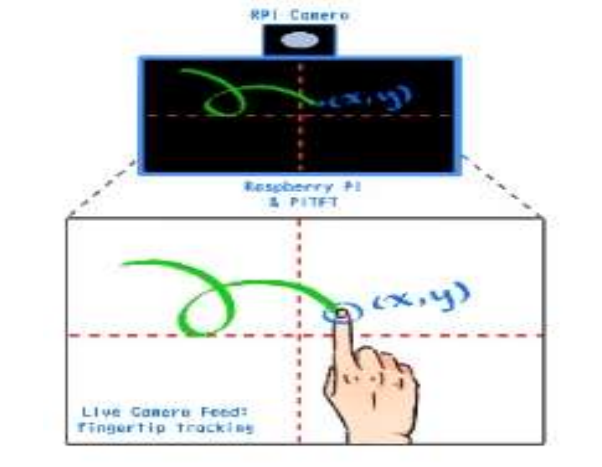 RPi Camera
(x,y)
Raspberry Pi
& PiTFT
(x,y)
Live Camera Feed:
fingertip tracking